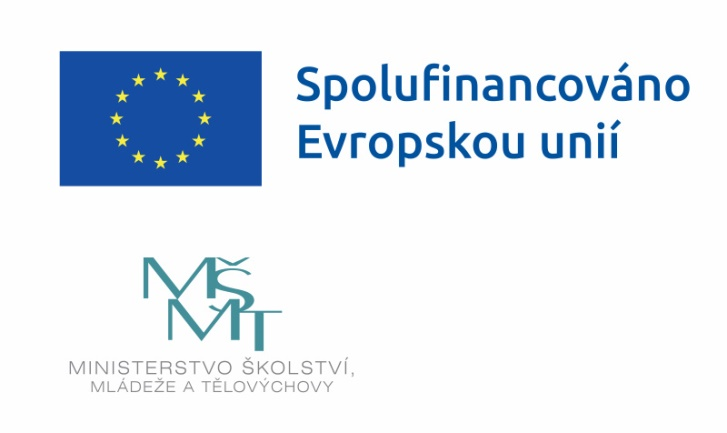 Spolufinancováno
Evropskou unií
MŠMT
MINISTERSTVO ŠKOLSTVÍ,
MLÁDEŽE A TĚLOVÝCHOVY